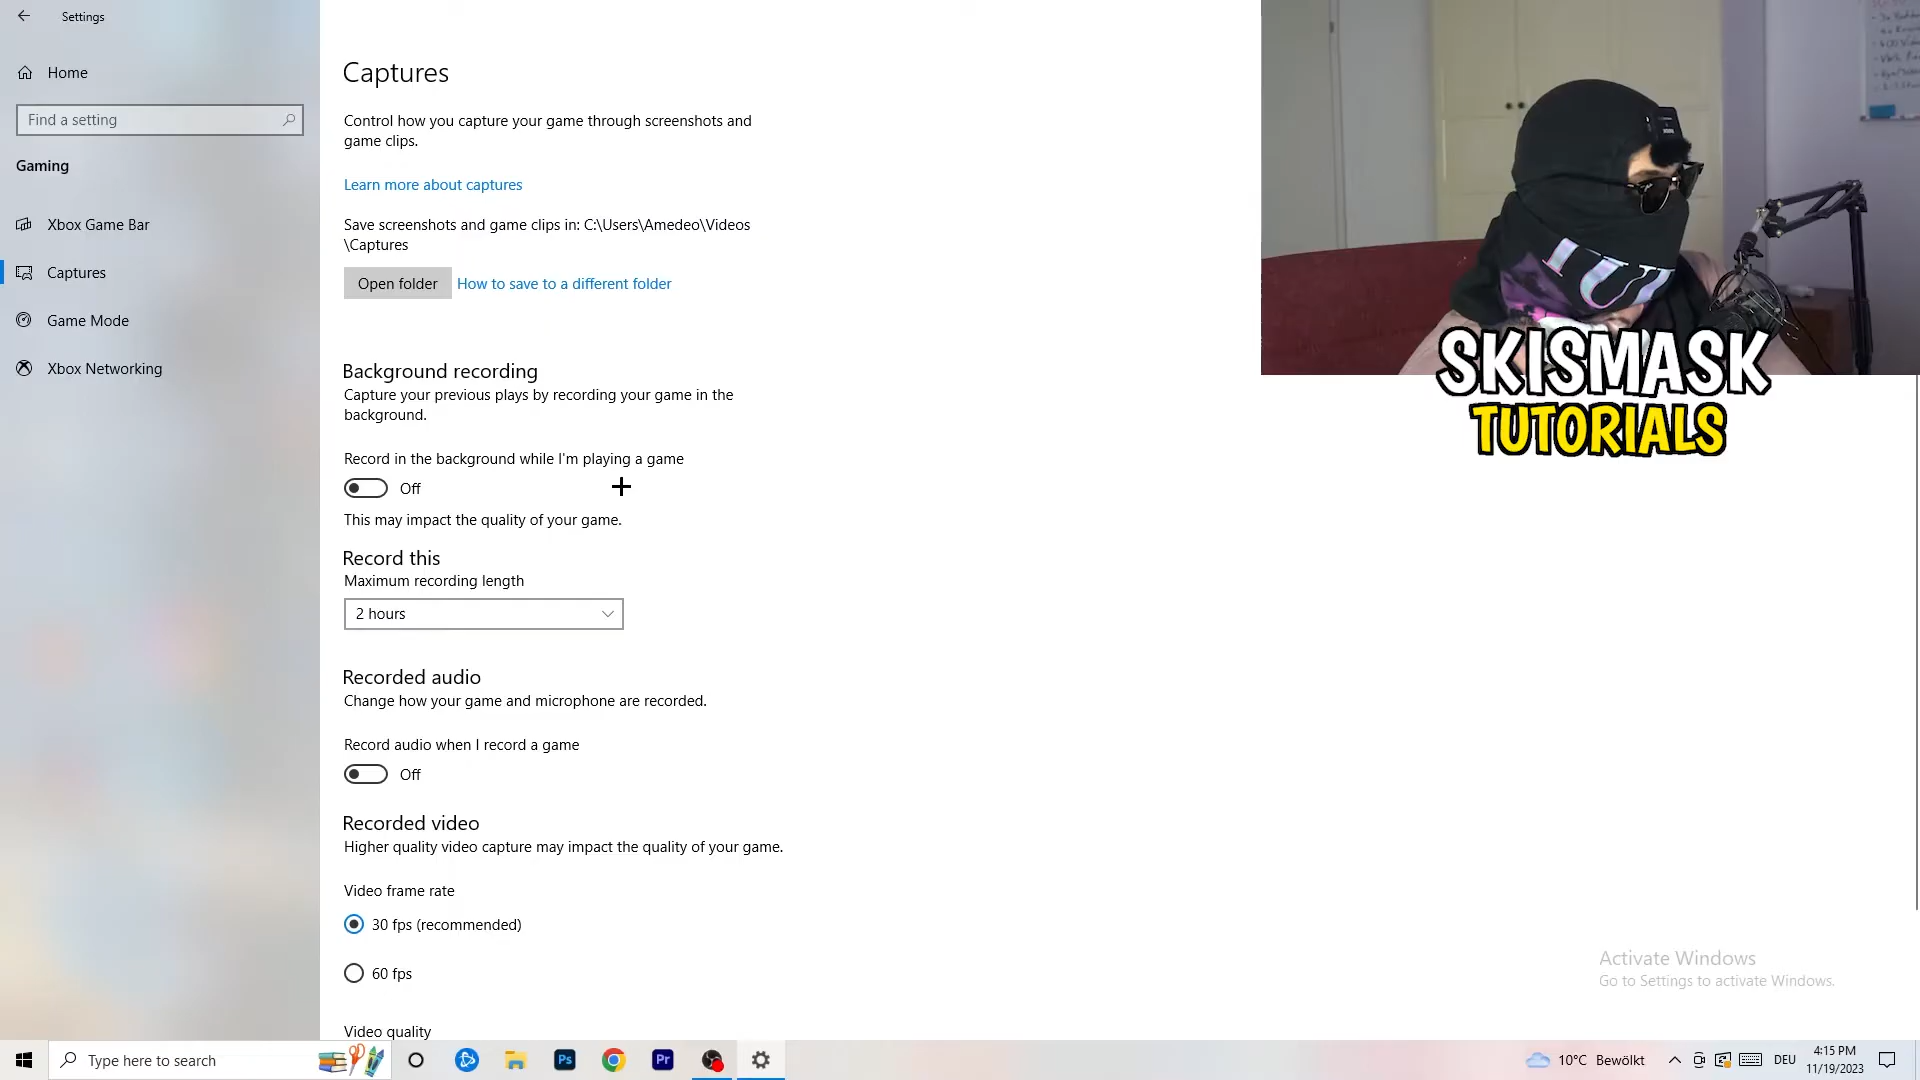 Settings
Home
Find a setting
Gaming
Xbox Game Bar
Captures
Game Mode
Xbox Networking
Captures
Control how you capture your game through screenshots and
game clips.
Learn more about captures
Save screenshots and game clips in: C:\Users\Amedeo\Videos
\Captures
Open folder
How to save to a different folder
Background recording
Capture your previous plays by recording your game in the
background.
Record in the background while I'm playing a game
Off
This may impact the quality of your game.
Record this
Maximum recording length
2 hours
Recorded audio
Change how your game and microphone are recorded.
Record audio when I record a game
Off
Recorded video
Higher quality video capture may impact the quality of your game.
Video frame rate
30 fps (recommended)
60 fps
Video quality
SKISMASK
TUTORIALS
Activate Windows
Go to Settings to activate Windows.
Type here to search
Ps
Pr
10°C Bewölkt
DEU
4:15 PM
11/19/2023